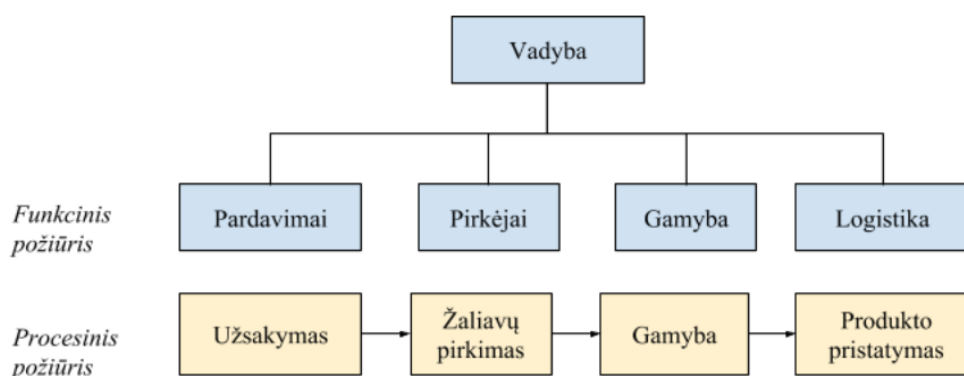 Vadyba
Funkcinis
požiūris
Pardavimai
Pirkėjai
Gamyba
Logistika
Procesinis
požiūris
Užsakymas
Žaliavų
pirkimas
Gamyba
Produkto
pristatymas